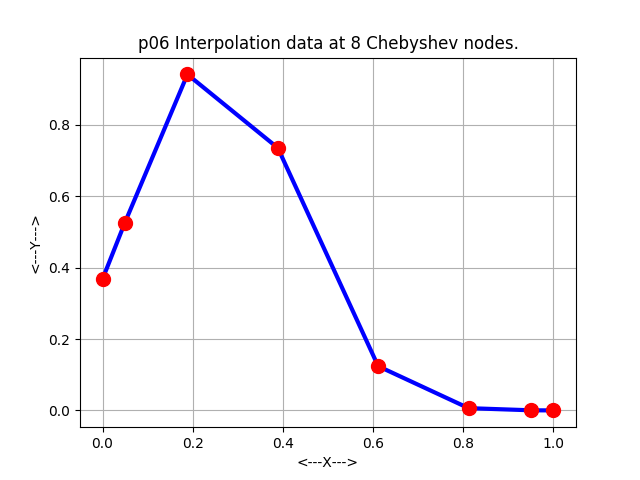 p06 Interpolation data at 8 Chebyshev nodes.
<---Y--->
0.8
0.6
0.4
0.2
0.0
0.0 0.2 0.4 0.6 0.8 1.0
<---X--->